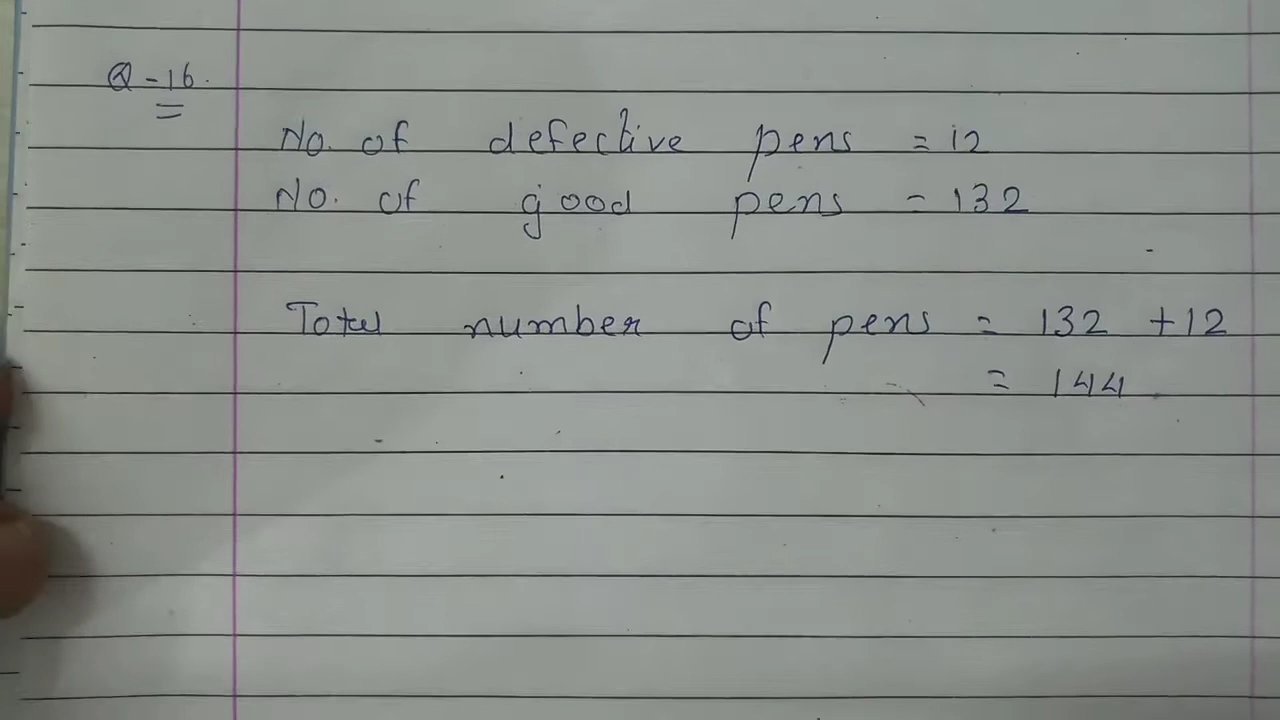 Q-16.
No. of defective pens = 12
No. of good pens = 132
Total number of pens = 132 + 12
= 144